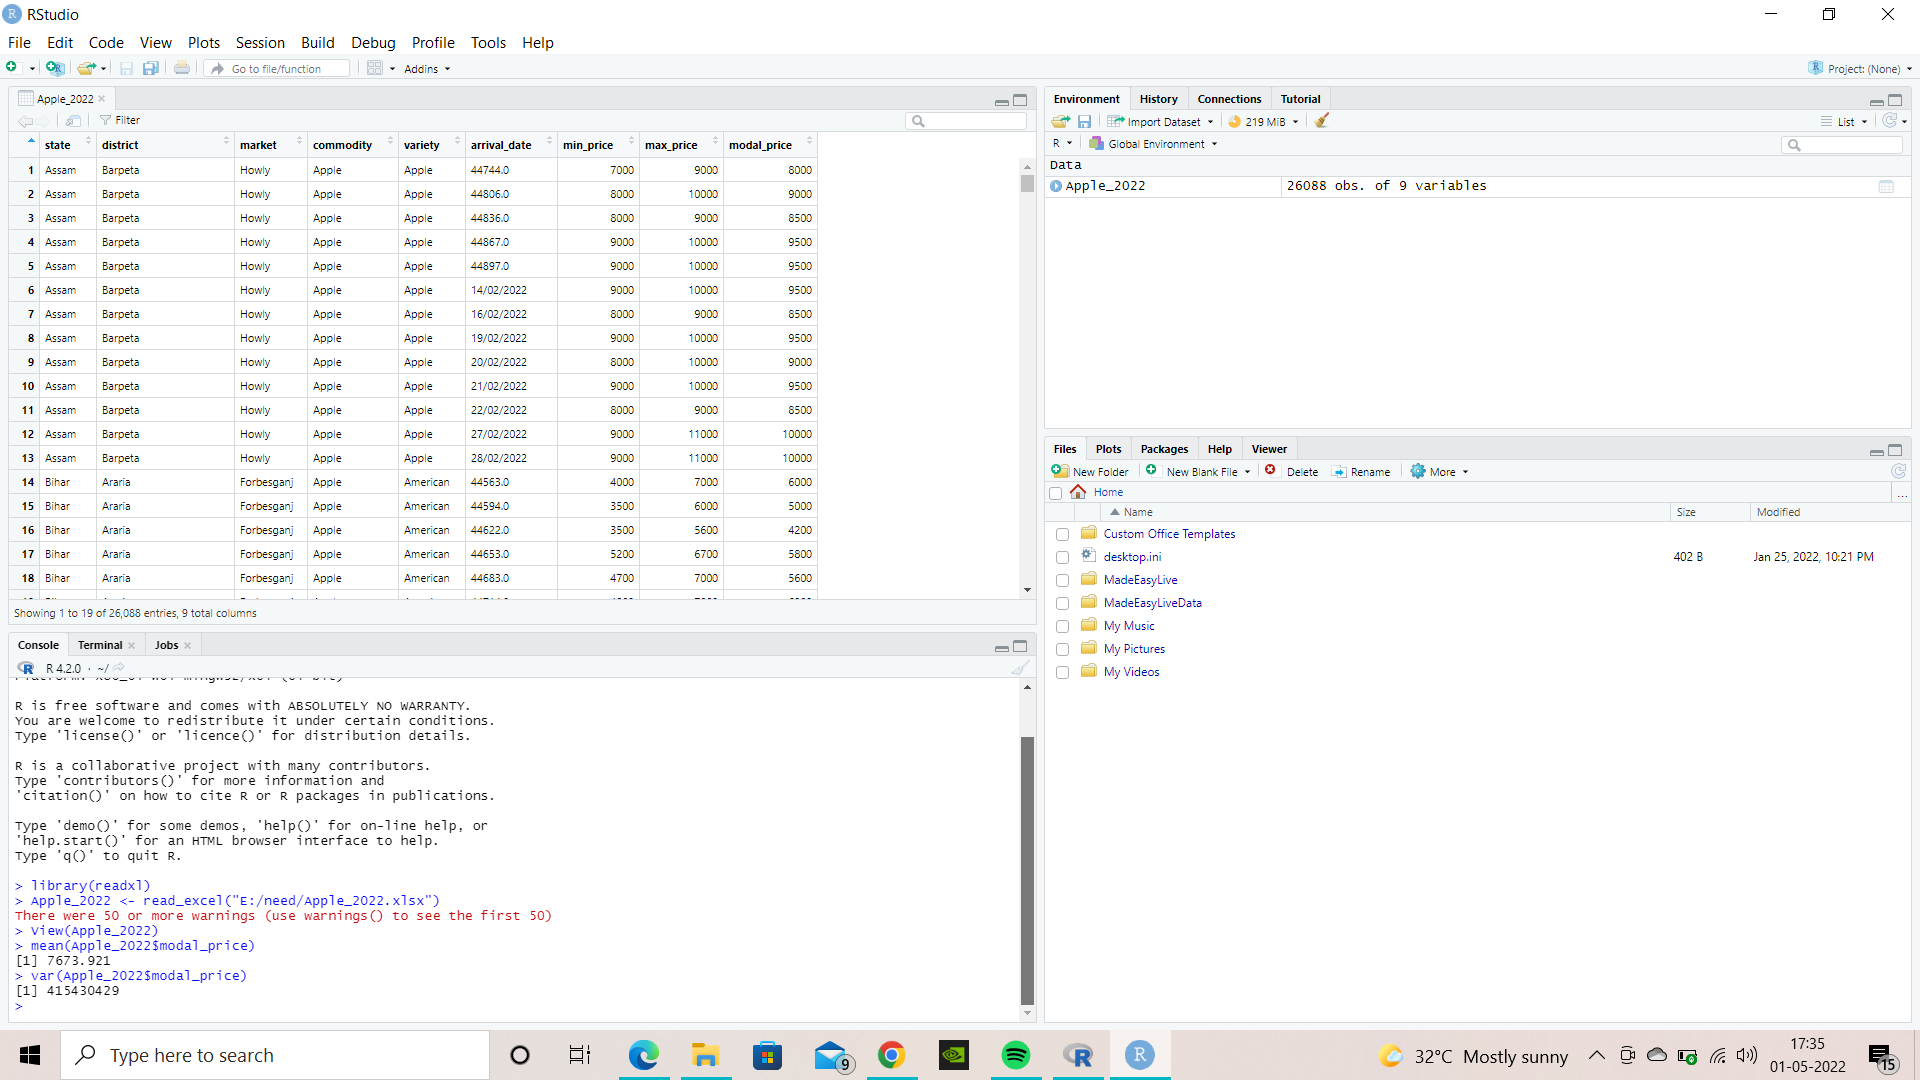 RStudio
File Edit Code View Plots Session Build Debug Profile Tools Help
Go to file/function Addins Project: (None)
Apple_2022
Filter
state district market commodity variety arrival_date min_price max_price modal_price
1 Assam Barpeta Howly Apple Apple 44744.0 7000 9000 8000
2 Assam Barpeta Howly Apple Apple 44806.0 8000 10000 9000
3 Assam Barpeta Howly Apple Apple 44836.0 8000 9000 8500
4 Assam Barpeta Howly Apple Apple 44867.0 9000 10000 9500
5 Assam Barpeta Howly Apple Apple 44897.0 9000 10000 9500
6 Assam Barpeta Howly Apple Apple 14/02/2022 9000 10000 9500
7 Assam Barpeta Howly Apple Apple 16/02/2022 8000 9000 8500
8 Assam Barpeta Howly Apple Apple 19/02/2022 9000 10000 9500
9 Assam Barpeta Howly Apple Apple 20/02/2022 8000 10000 9000
10 Assam Barpeta Howly Apple Apple 21/02/2022 9000 10000 9500
11 Assam Barpeta Howly Apple Apple 22/02/2022 8000 9000 8500
12 Assam Barpeta Howly Apple Apple 27/02/2022 9000 11000 10000
13 Assam Barpeta Howly Apple Apple 28/02/2022 9000 11000 10000
14 Bihar Araria Forbesganj Apple American 44563.0 4000 7000 6000
15 Bihar Araria Forbesganj Apple American 44594.0 3500 6000 5000
16 Bihar Araria Forbesganj Apple American 44622.0 3500 5600 4200
17 Bihar Araria Forbesganj Apple American 44653.0 5200 6700 5800
18 Bihar Araria Forbesganj Apple American 44683.0 4700 7000 5600
Showing 1 to 19 of 26,088 entries, 9 total columns
Console Terminal Jobs
R 4.2.0 · ~/
R is free software and comes with ABSOLUTELY NO WARRANTY.
You are welcome to redistribute it under certain conditions.
Type 'license()' or 'licence()' for distribution details.
R is a collaborative project with many contributors.
Type 'contributors()' for more information and
'citation()' on how to cite R or R packages in publications.
Type 'demo()' for some demos, 'help()' for on-line help, or
'help.start()' for an HTML browser interface to help.
Type 'q()' to quit R.
> library(readxl)
> Apple_2022 <- read_excel("E:/need/Apple_2022.xlsx")
There were 50 or more warnings (use warnings() to see the first 50)
> View(Apple_2022)
> mean(Apple_2022$modal_price)
[1] 7673.921
> var(Apple_2022$modal_price)
[1] 415430429
>
Environment History Connections Tutorial
Import Dataset 219 MiB List
R Global Environment
Data
Apple_2022 26088 obs. of 9 variables
Files Plots Packages Help Viewer
New Folder New Blank File Delete Rename More
Home ...
Name Size Modified
Custom Office Templates
desktop.ini 402 B Jan 25, 2022, 10:21 PM
MadeEasyLive
MadeEasyLiveData
My Music
My Pictures
My Videos
Type here to search
9
32°C Mostly sunny
17:35
01-05-2022
15